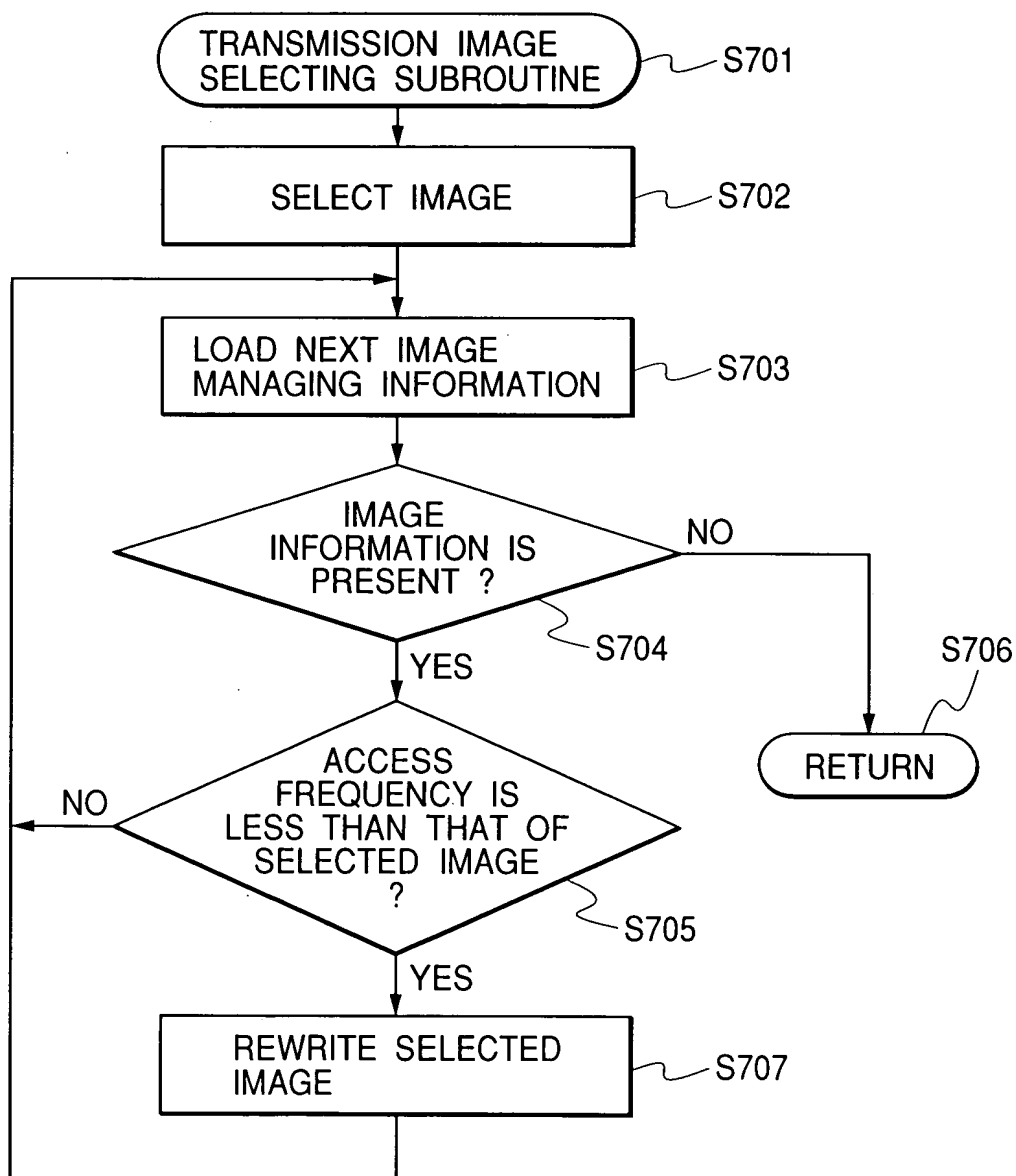 TRANSMISSION IMAGE
SELECTING SUBROUTINE
S701
SELECT IMAGE
S702
LOAD NEXT IMAGE
MANAGING INFORMATION
S703
IMAGE
INFORMATION IS
PRESENT ?
NO
S704
YES
S706
RETURN
ACCESS
FREQUENCY IS
LESS THAN THAT OF
SELECTED IMAGE
?
NO
S705
YES
REWRITE SELECTED
IMAGE
S707